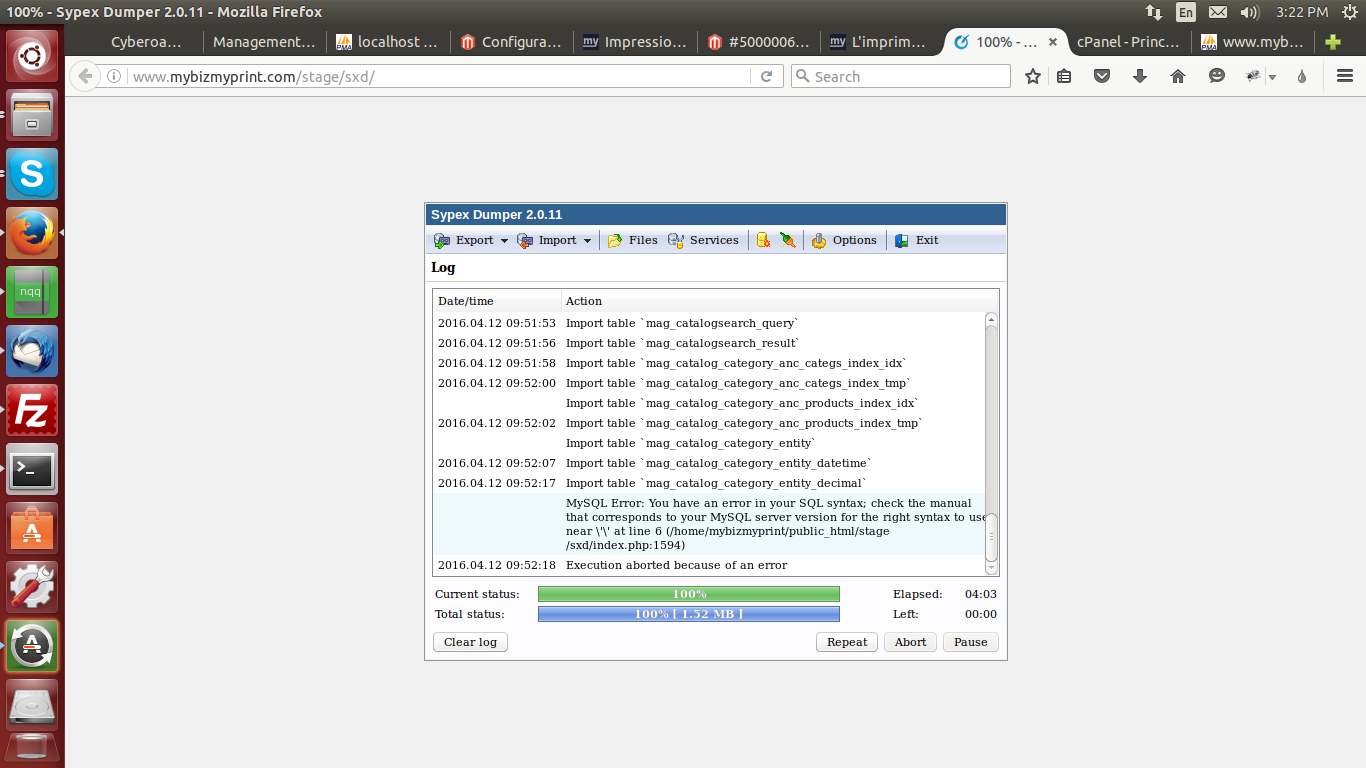 100% - Sypex Dumper 2.0.11 - Mozilla Firefox
En
3:22 PM
Cyberoa...
Management...
localhost ...
Configura...
Impressio...
#5000006...
L'imprim...
100% - ...
cPanel - Princ...
www.myb...
www.mybizmyprint.com/stage/sxd/
Search
Sypex Dumper 2.0.11
Export
Import
Files
Services
Options
Exit
Log
Date/time Action
2016.04.12 09:51:53 Import table `mag_catalogsearch_query`
2016.04.12 09:51:56 Import table `mag_catalogsearch_result`
2016.04.12 09:51:58 Import table `mag_catalog_category_anc_categs_index_idx`
2016.04.12 09:52:00 Import table `mag_catalog_category_anc_categs_index_tmp`
Import table `mag_catalog_category_anc_products_index_idx`
2016.04.12 09:52:02 Import table `mag_catalog_category_anc_products_index_tmp`
Import table `mag_catalog_category_entity`
2016.04.12 09:52:07 Import table `mag_catalog_category_entity_datetime`
2016.04.12 09:52:17 Import table `mag_catalog_category_entity_decimal`
MySQL Error: You have an error in your SQL syntax; check the manual
that corresponds to your MySQL server version for the right syntax to use
near \'\' at line 6 (/home/mybizmyprint/public_html/stage
/sxd/index.php:1594)
2016.04.12 09:52:18 Execution aborted because of an error
Current status: 100% Elapsed: 04:03
Total status: 100% [ 1.52 MB ] Left: 00:00
Clear log
Repeat
Abort
Pause
nqq